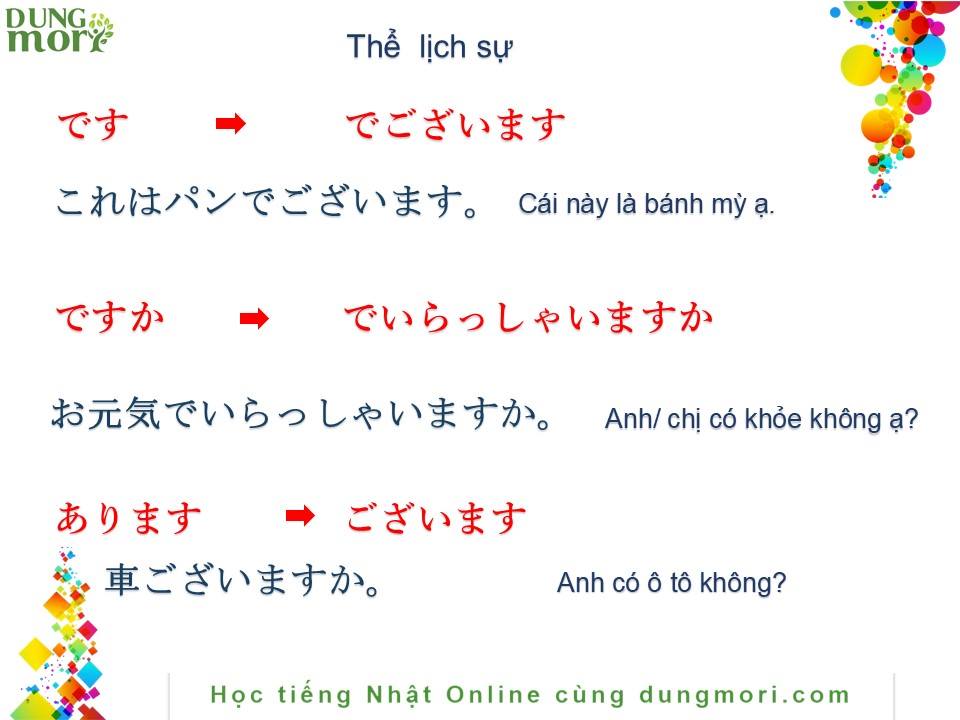 DUNG
mori
Thể lịch sự
です ➡ でございます
これはパンでございます。 Cái này là bánh mỳ ạ.
ですか ➡ でいらっしゃいますか
お元気でいらっしゃいますか。 Anh/ chị có khỏe không ạ?
あります ➡ ございます
車ございますか。 Anh có ô tô không?
Học tiếng Nhật Online cùng dungmori.com